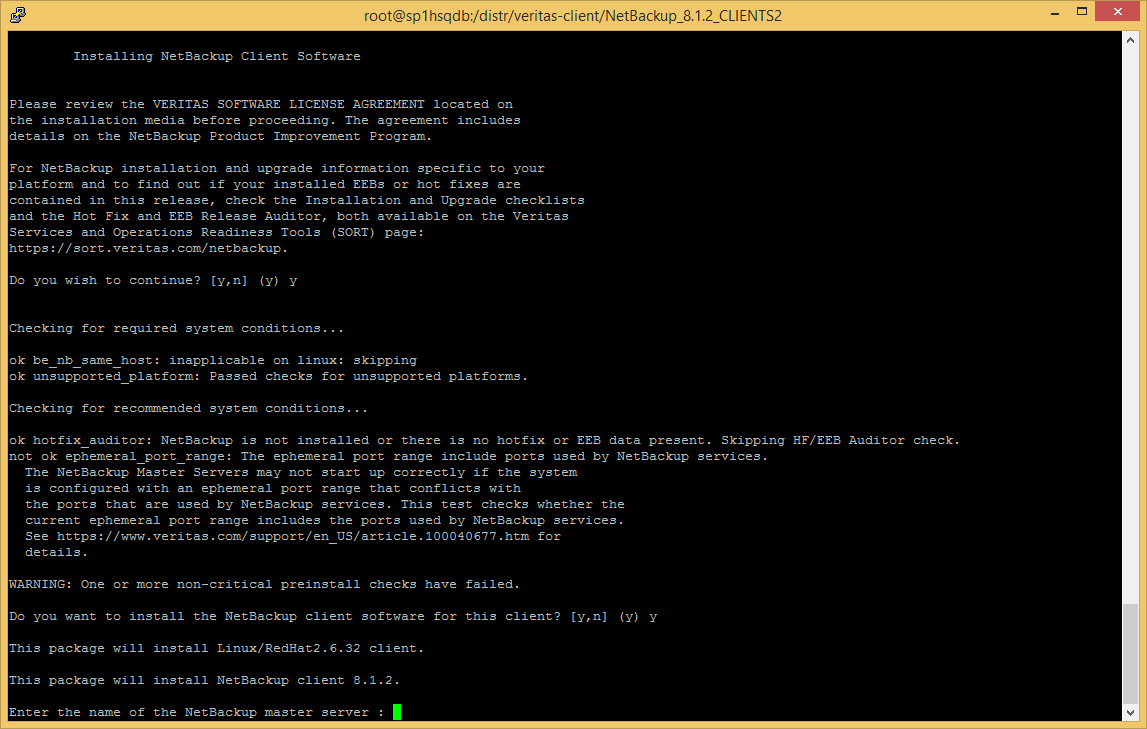 root@sp1hsqdb:/distr/veritas-client/NetBackup_8.1.2_CLIENTS2
Installing NetBackup Client Software
Please review the VERITAS SOFTWARE LICENSE AGREEMENT located on
the installation media before proceeding. The agreement includes
details on the NetBackup Product Improvement Program.
For NetBackup installation and upgrade information specific to your
platform and to find out if your installed EEBs or hot fixes are
contained in this release, check the Installation and Upgrade checklists
and the Hot Fix and EEB Release Auditor, both available on the Veritas
Services and Operations Readiness Tools (SORT) page:
https://sort.veritas.com/netbackup.
Do you wish to continue? [y,n] (y) y
Checking for required system conditions...
ok be_nb_same_host: inapplicable on linux: skipping
ok unsupported_platform: Passed checks for unsupported platforms.
Checking for recommended system conditions...
ok hotfix_auditor: NetBackup is not installed or there is no hotfix or EEB data present. Skipping HF/EEB Auditor check.
not ok ephemeral_port_range: The ephemeral port range include ports used by NetBackup services.
The NetBackup Master Servers may not start up correctly if the system
is configured with an ephemeral port range that conflicts with
the ports that are used by NetBackup services. This test checks whether the
current ephemeral port range includes the ports used by NetBackup services.
See https://www.veritas.com/support/en_US/article.100040677.htm for
details.
WARNING: One or more non-critical preinstall checks have failed.
Do you want to install the NetBackup client software for this client? [y,n] (y) y
This package will install Linux/RedHat2.6.32 client.
This package will install NetBackup client 8.1.2.
Enter the name of the NetBackup master server :